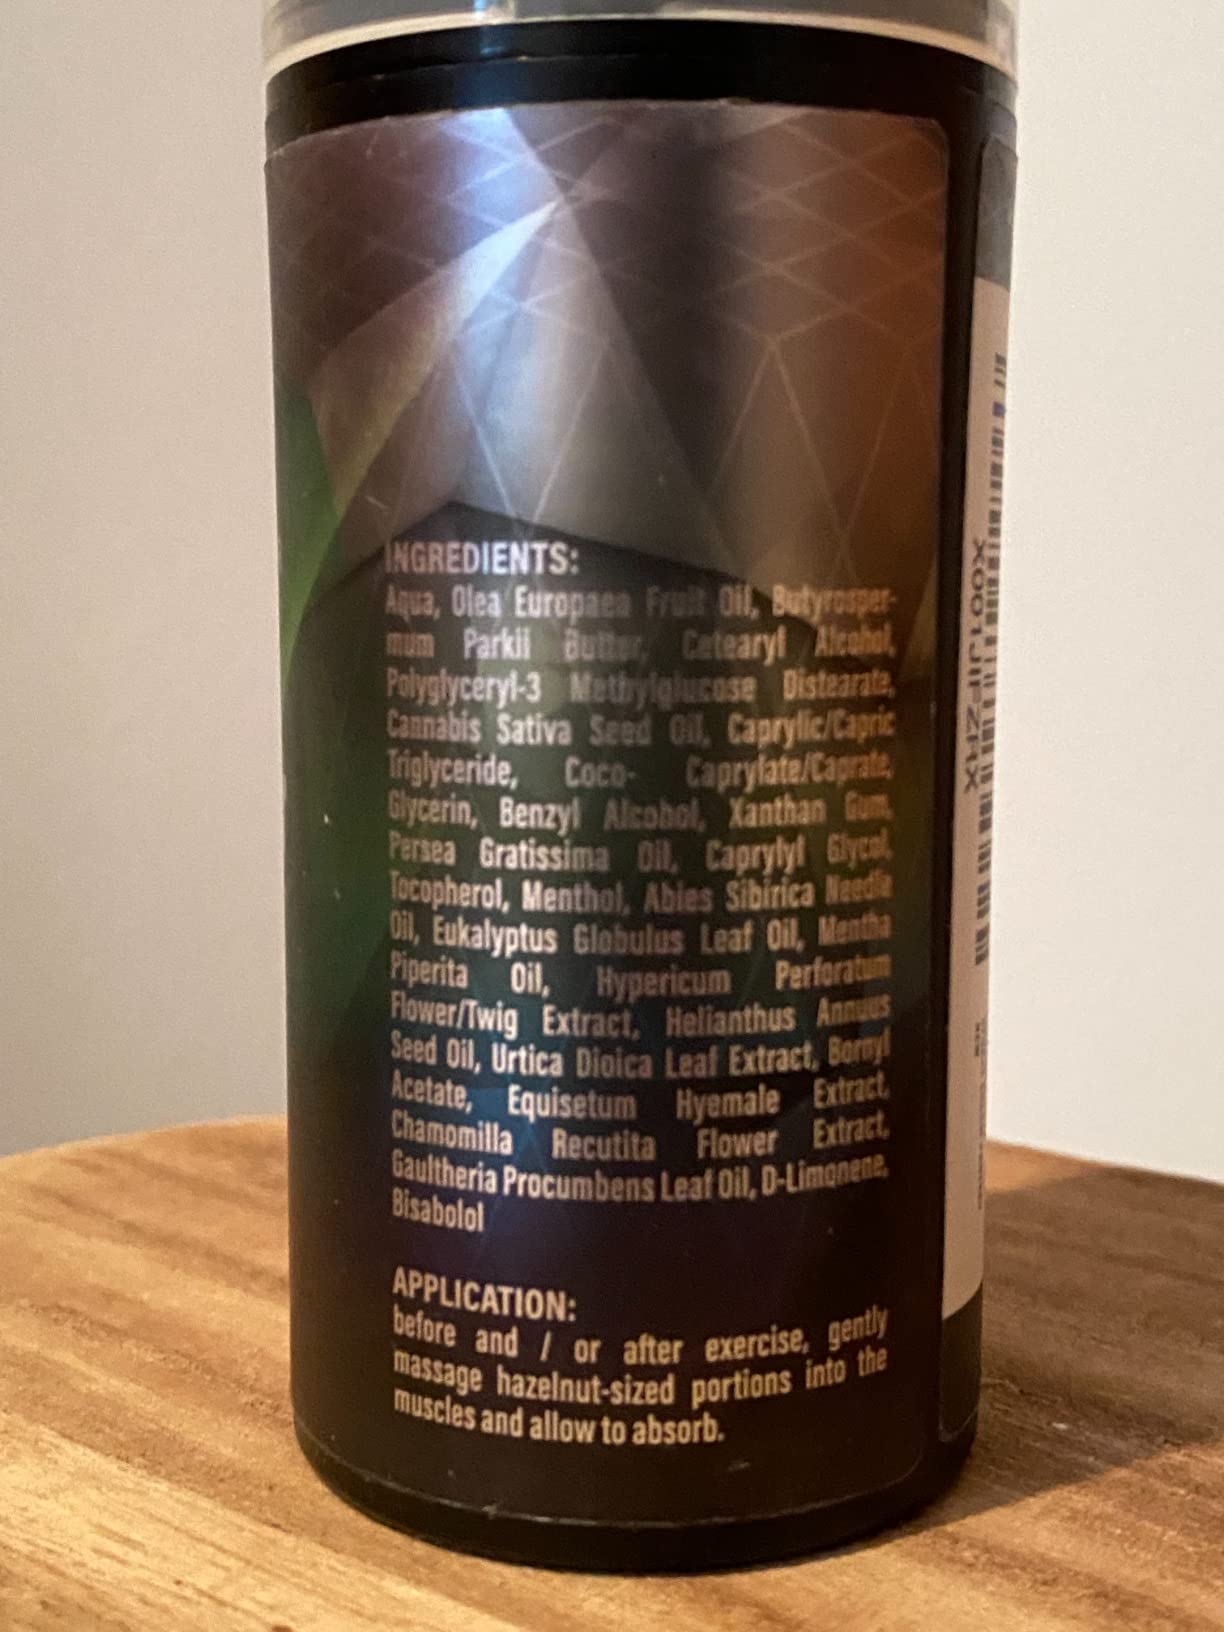 INGREDIENTS:
Aqua, Olea Europaea Fruit Oil, Butyrosper-
mum Parkii Butter, Cetearyl Alcohol,
Polyglyceryl-3 Methylglucose Distearate,
Cannabis Sativa Seed Oil, Caprylic/Capric
Triglyceride, Coco- Caprylate/Caprate,
Glycerin, Benzyl Alcohol, Xanthan Gum,
Persea Gratissima Oil, Caprylyl Glycol,
Tocopherol, Menthol, Abies Sibirica Needle
Oil, Eukalyptus Globulus Leaf Oil, Mentha
Piperita Oil, Hypericum Perforatum
Flower/Twig Extract, Helianthus Annuus
Seed Oil, Urtica Dioica Leaf Extract, Bornyl
Acetate, Equisetum Hyemale Extract,
Chamomilla Recutita Flower Extract,
Gaultheria Procumbens Leaf Oil, D-Limonene,
Bisabolol
APPLICATION:
before and / or after exercise, gently
massage hazelnut-sized portions into the
muscles and allow to absorb.